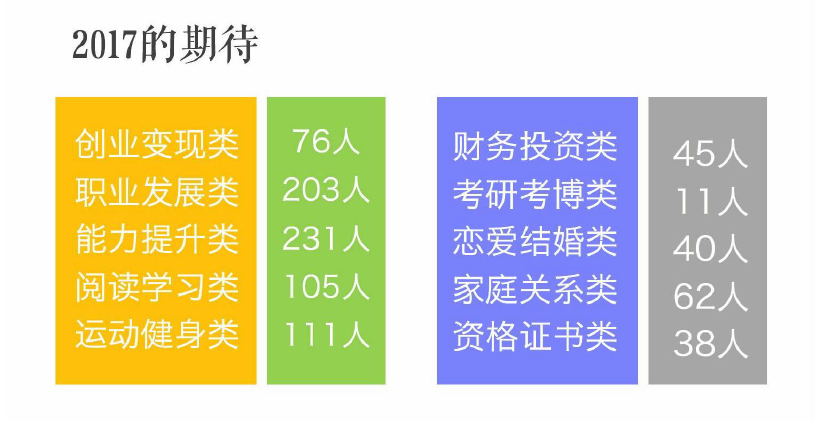 2017的期待
创业变现类 76人
职业发展类 203人
能力提升类 231人
阅读学习类 105人
运动健身类 111人
财务投资类 45人
考研考博类 11人
恋爱结婚类 40人
家庭关系类 62人
资格证书类 38人